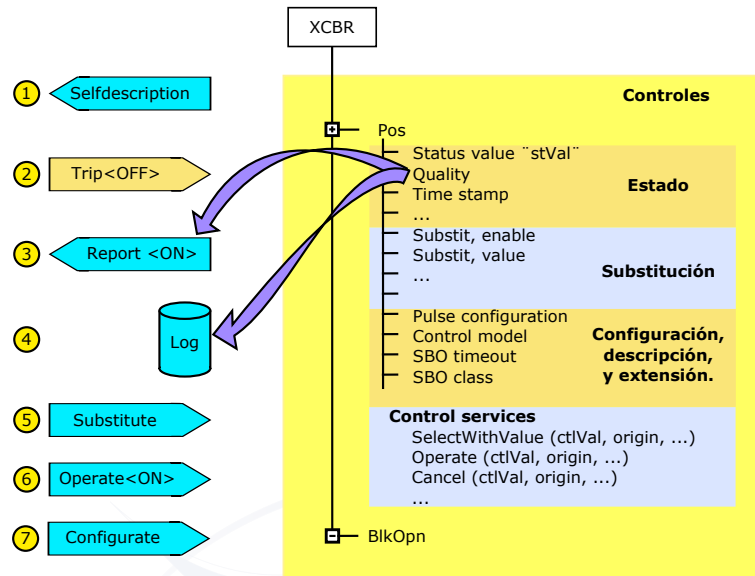 XCBR
1
Selfdescription
Controles
Pos
Status value ¨stVal¨
2
Trip<OFF>
Quality
Estado
Time stamp
...
3
Report <ON>
Substit, enable
Substit, value
Substitución
...
Pulse configuration
4
Log
Control model
SBO timeout
SBO class
Configuración,
descripción,
y extensión.
5
Substitute
Control services
SelectWithValue (ctlVal, origin, ...)
6
Operate<ON>
Operate (ctlVal, origin, ...)
Cancel (ctlVal, origin, ...)
...
7
Configurate
BlkOpn